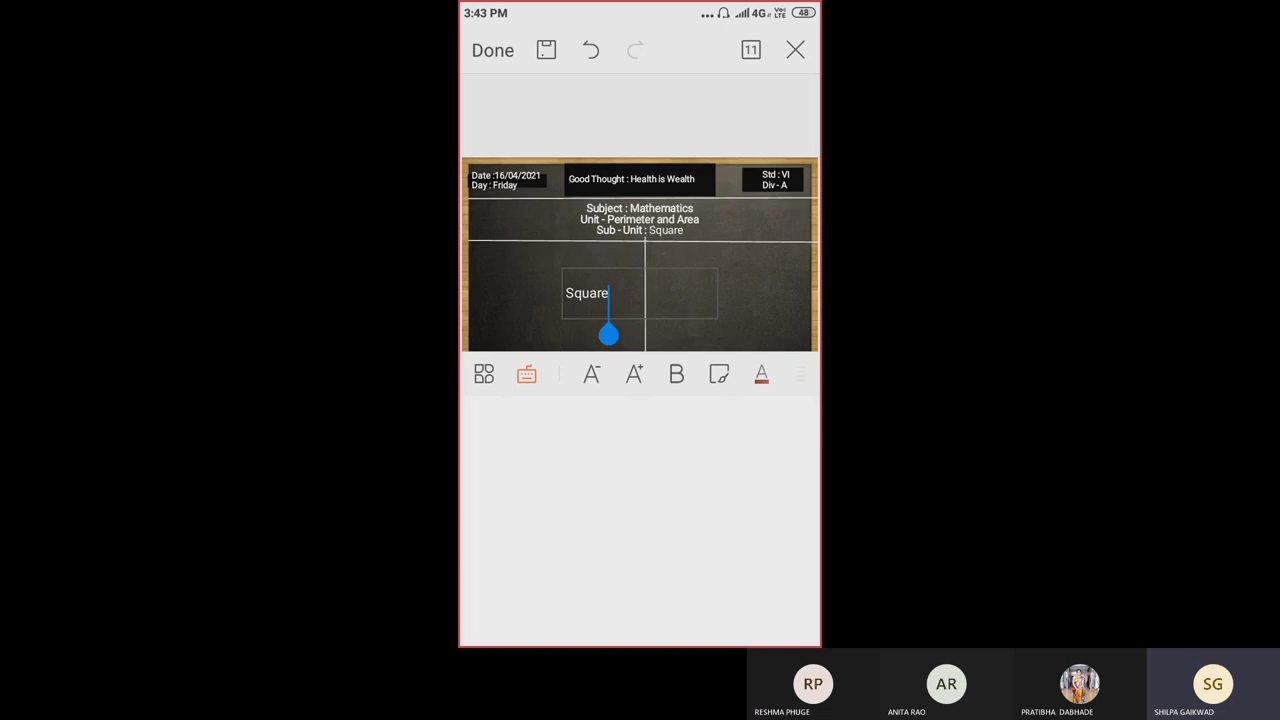 3:43 PM
4G
Vo
LTE
48
Done
11
Date :16/04/2021
Day : Friday
Good Thought : Health is Wealth
Std : VI
Div - A
Subject : Mathematics
Unit - Perimeter and Area
Sub - Unit : Square
Square
A-
A+
B
A
RP
RESHMA PHUGE
AR
ANITA RAO
PRATIBHA DABHADE
SG
SHILPA GAIKWAD